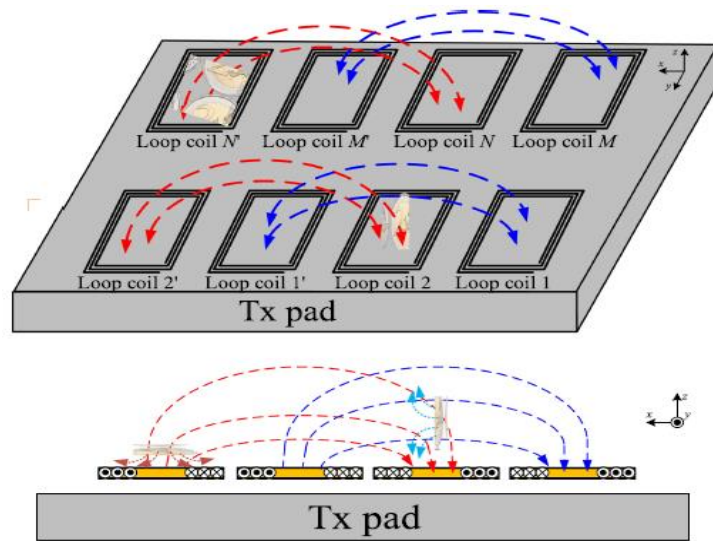 z
x
y
Loop coil N' Loop coil M' Loop coil N Loop coil M
Loop coil 2' Loop coil 1' Loop coil 2 Loop coil 1
Tx pad
z
x
y
Tx pad